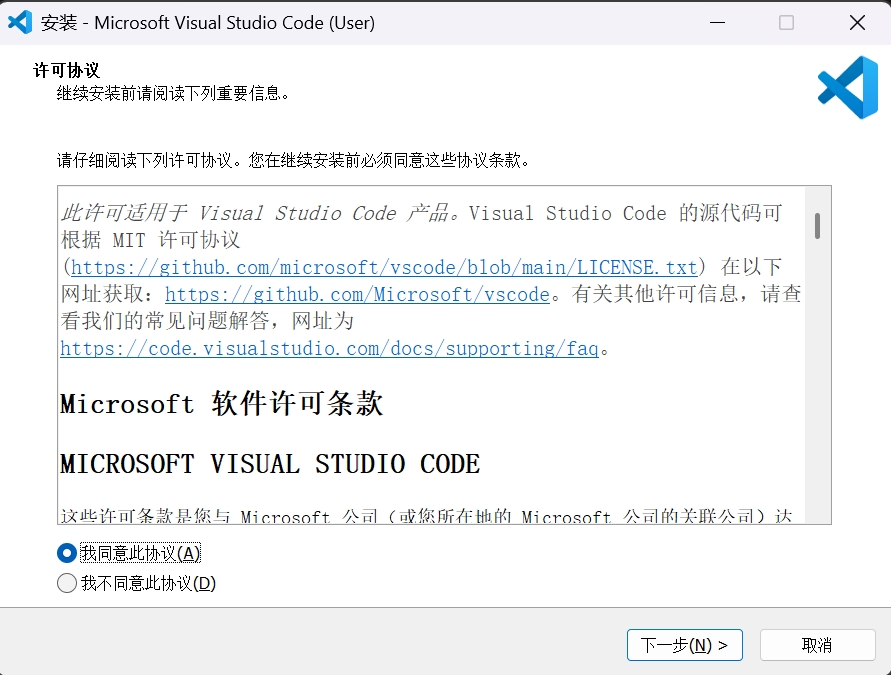 安装 - Microsoft Visual Studio Code (User)
许可协议
继续安装前请阅读下列重要信息。
请仔细阅读下列许可协议。您在继续安装前必须同意这些协议条款。
此许可适用于 Visual Studio Code 产品。Visual Studio Code 的源代码可
根据 MIT 许可协议
(https://github.com/microsoft/vscode/blob/main/LICENSE.txt) 在以下
网址获取：https://github.com/Microsoft/vscode。有关其他许可信息，请查
看我们的常见问题解答，网址为
https://code.visualstudio.com/docs/supporting/faq。
Microsoft 软件许可条款
MICROSOFT VISUAL STUDIO CODE
这些许可条款是您与 Microsoft 公司（或您所在地的 Microsoft 公司的关联公司）达
我同意此协议(A)
我不同意此协议(D)
下一步(N) >
取消